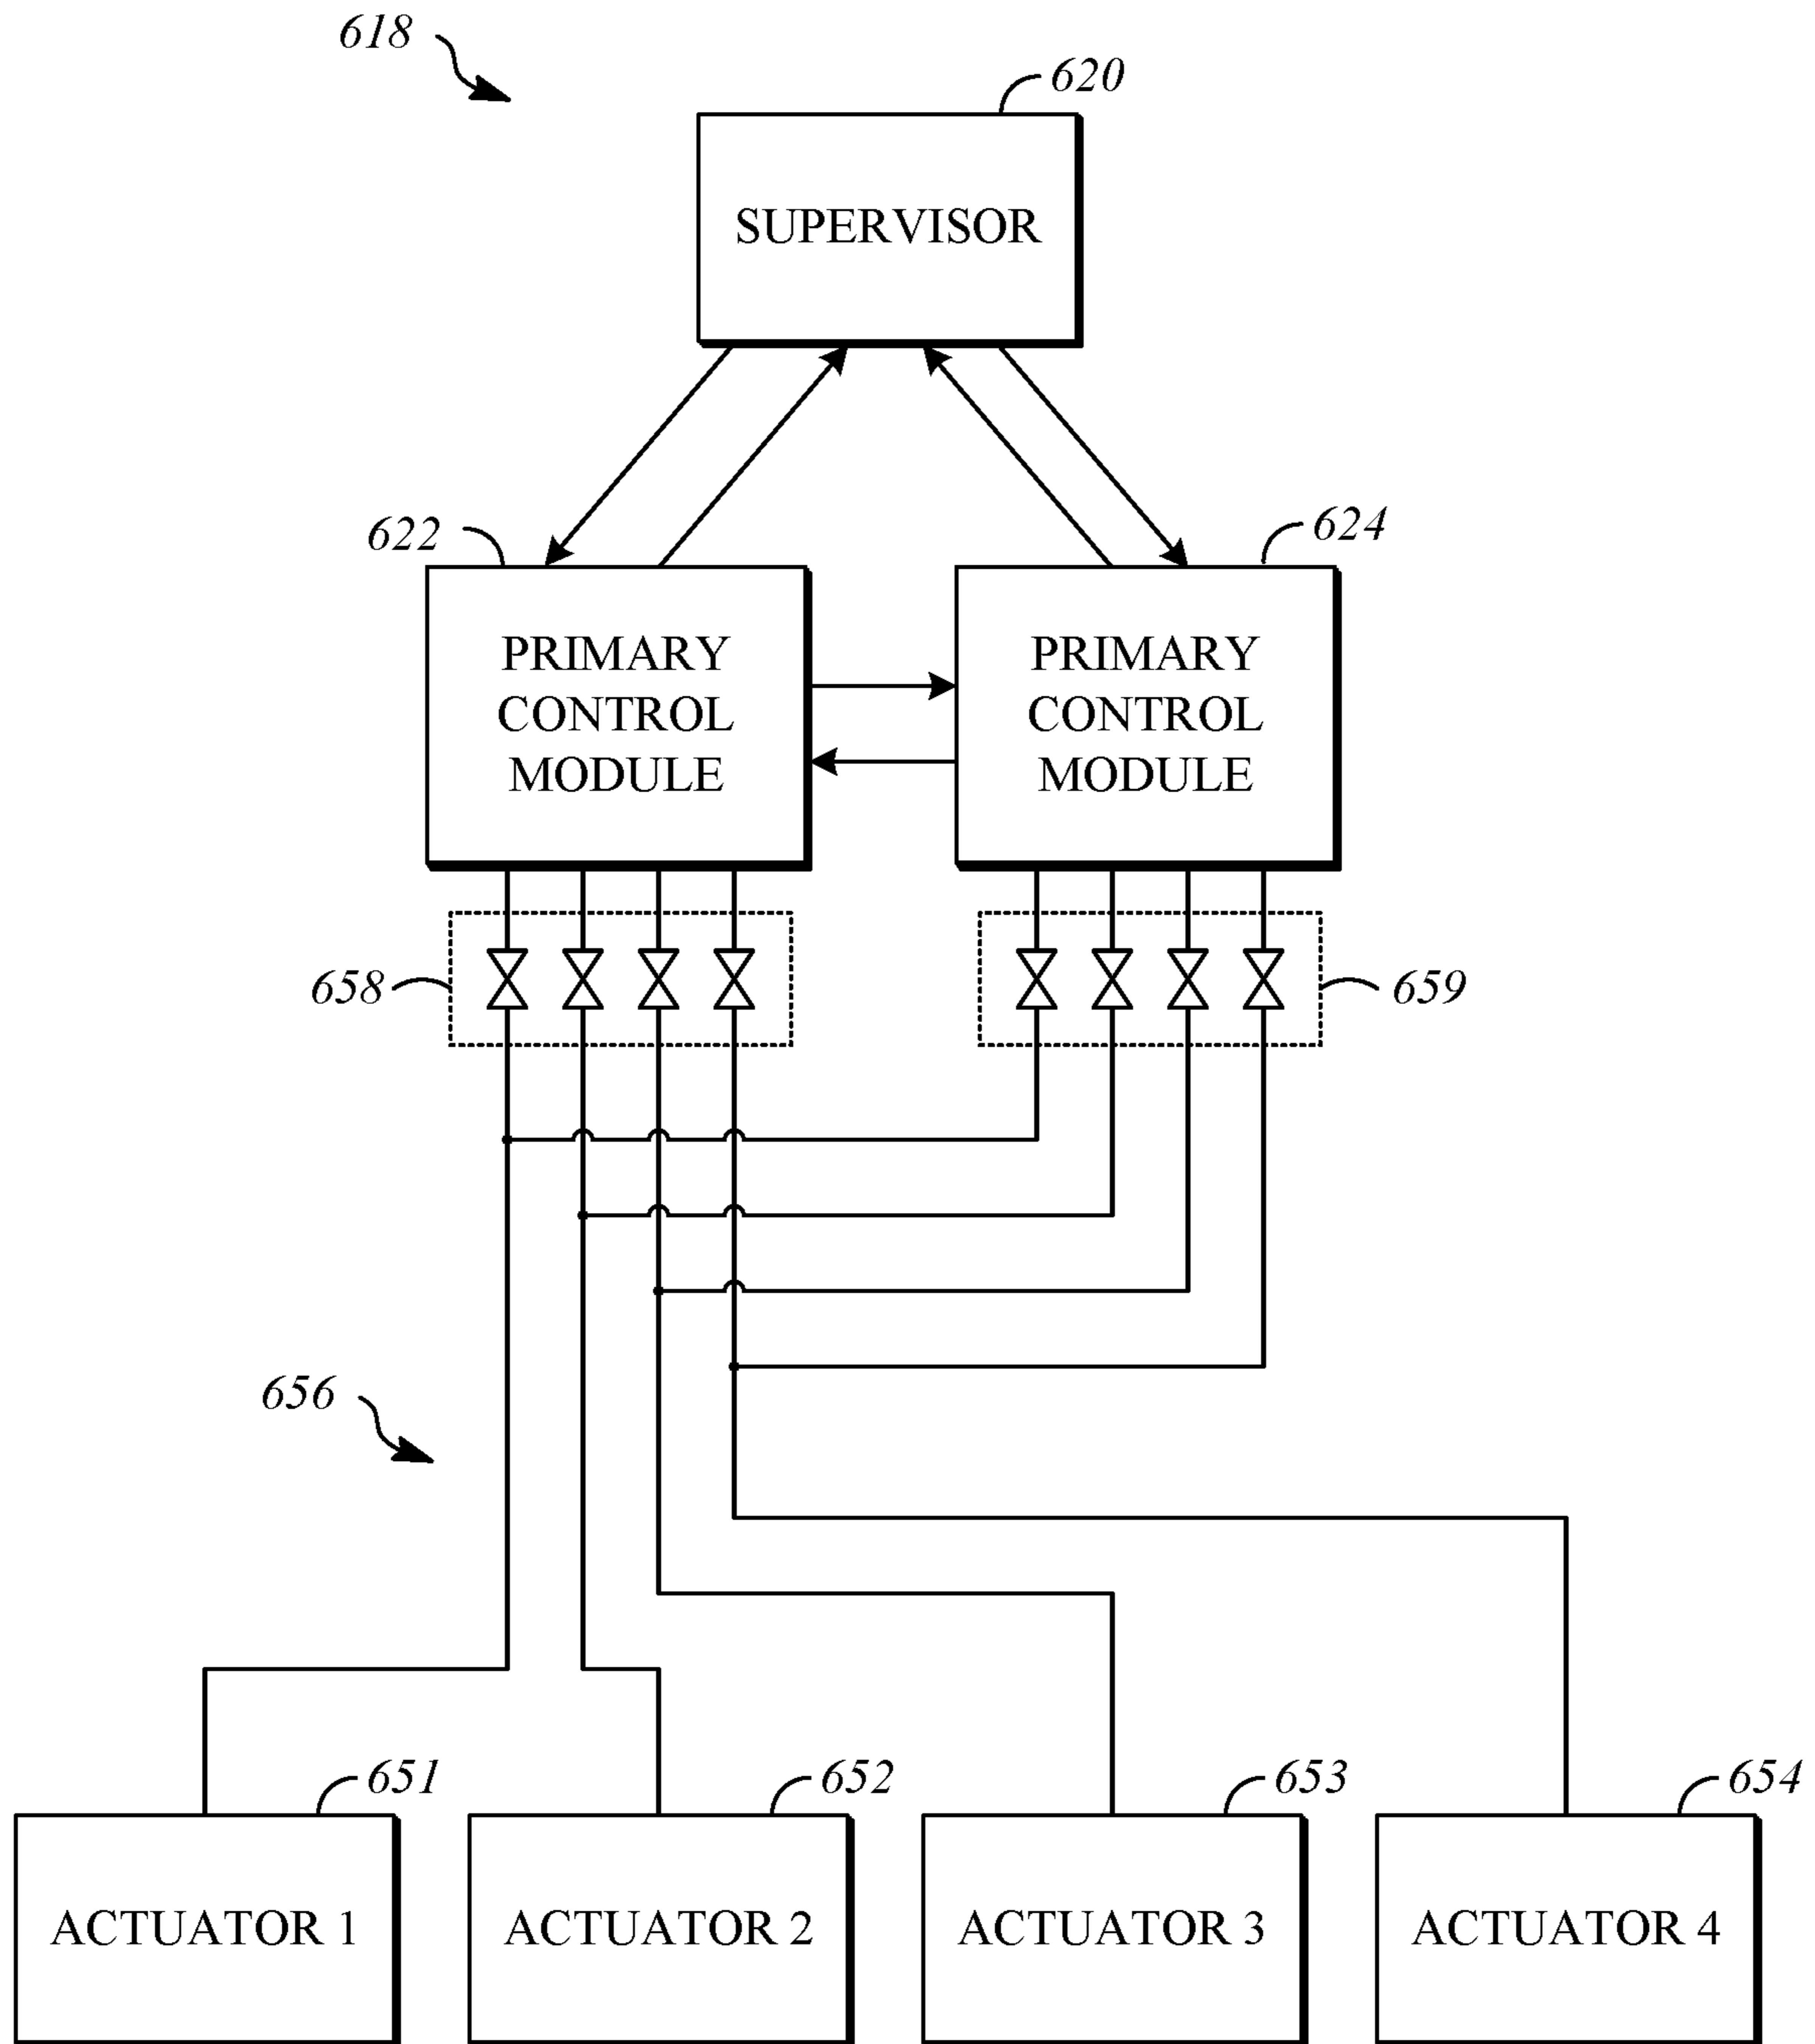 618
620
SUPERVISOR
622
624
PRIMARY
CONTROL
MODULE
PRIMARY
CONTROL
MODULE
658
659
656
651
652
653
654
ACTUATOR 1
ACTUATOR 2
ACTUATOR 3
ACTUATOR 4